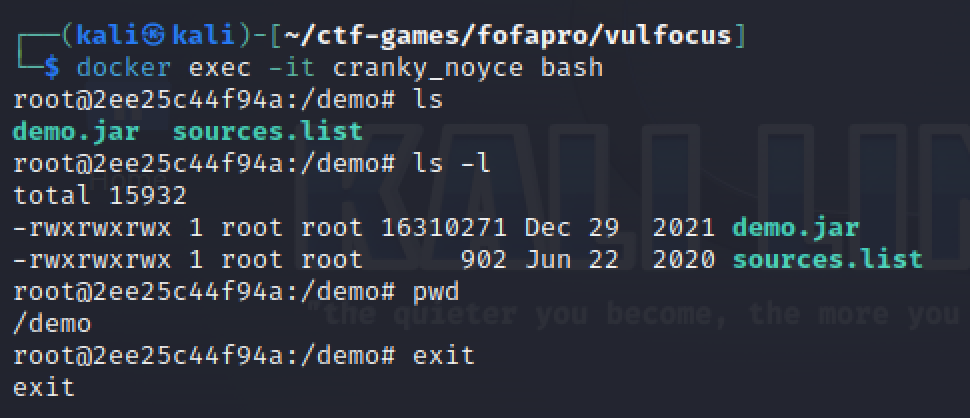 ┌──(kali㉿kali)-[~/ctf-games/fofapro/vulfocus]
└─$ docker exec -it cranky_noyce bash
root@2ee25c44f94a:/demo# ls
demo.jar  sources.list
root@2ee25c44f94a:/demo# ls -l
total 15932
-rwxrwxrwx 1 root root 16310271 Dec 29  2021 demo.jar
-rwxrwxrwx 1 root root      902 Jun 22  2020 sources.list
root@2ee25c44f94a:/demo# pwd
/demo
root@2ee25c44f94a:/demo# exit
exit
Home
KALI LIN
"the quieter you become, the more you